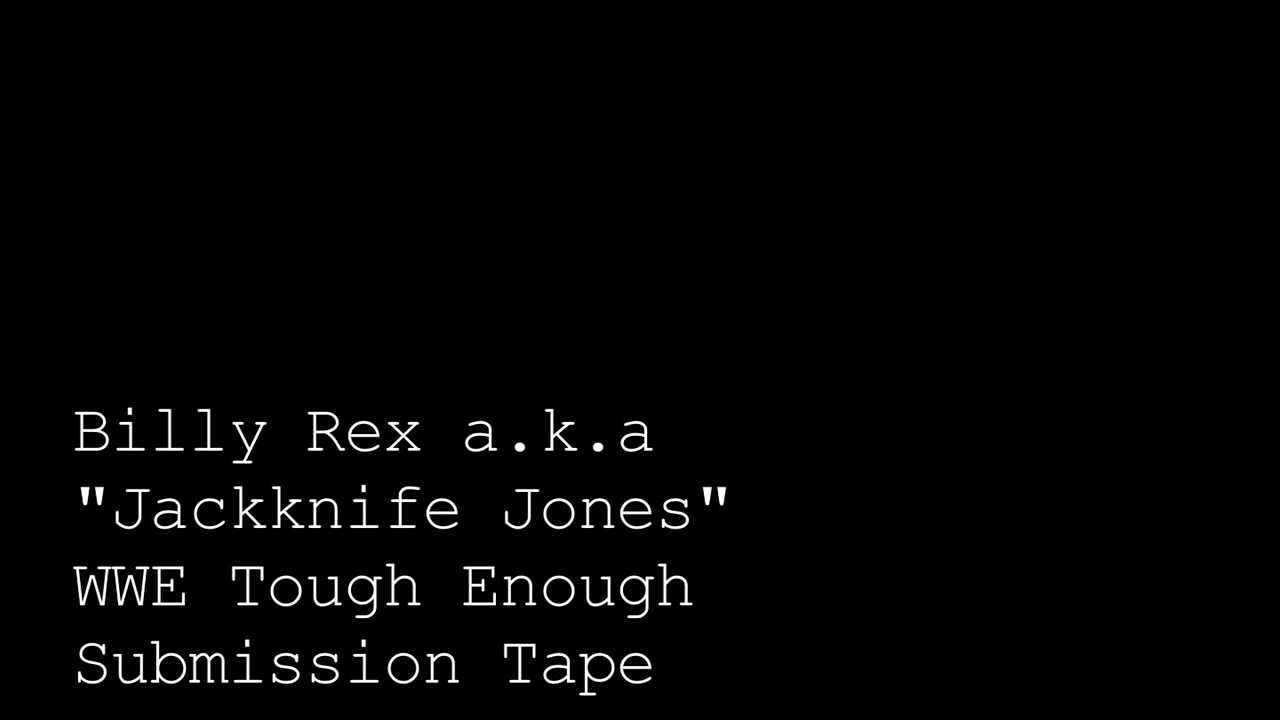 Billy Rex a.k.a
"Jackknife Jones"
WWE Tough Enough
Submission Tape